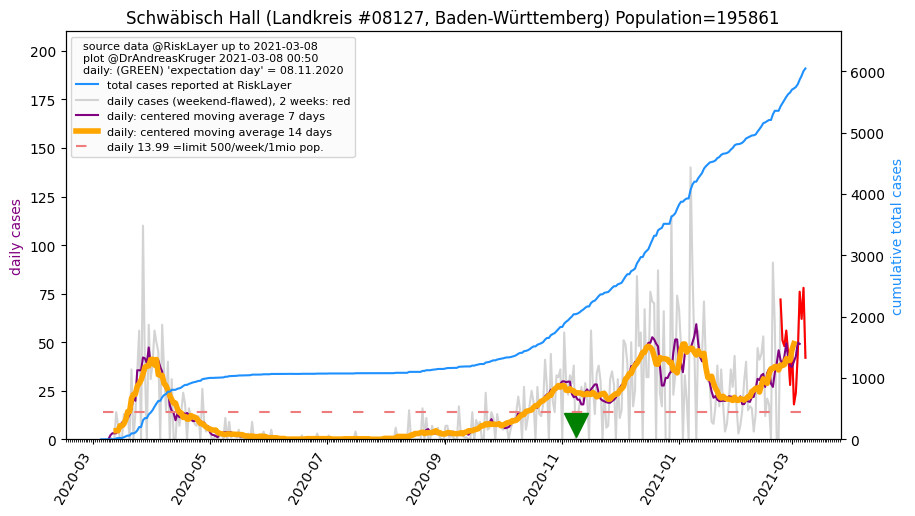 Schwäbisch Hall (Landkreis #08127, Baden-Württemberg) Population=195861
source data @RiskLayer up to 2021-03-08
plot @DrAndreasKruger 2021-03-08 00:50
daily: (GREEN) 'expectation day' = 08.11.2020
total cases reported at RiskLayer
daily cases (weekend-flawed), 2 weeks: red
daily: centered moving average 7 days
daily: centered moving average 14 days
daily 13.99 =limit 500/week/1mio pop.
daily cases
200
175
150
125
100
75
50
25
0
cumulative total cases
6000
5000
4000
3000
2000
1000
0
2020-03
2020-05
2020-07
2020-09
2020-11
2021-01
2021-03